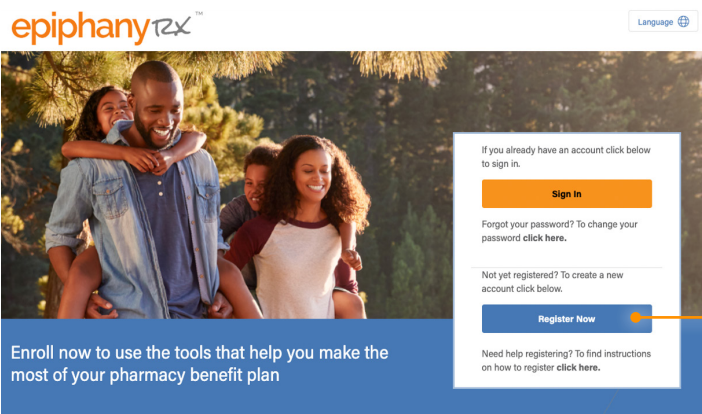 epiphany RX™
Language
If you already have an account click below
to sign in.
Sign In
Forgot your password? To change your
password click here.
Not yet registered? To create a new
account click below.
Register Now
Need help registering? To find instructions
on how to register click here.
Enroll now to use the tools that help you make the
most of your pharmacy benefit plan